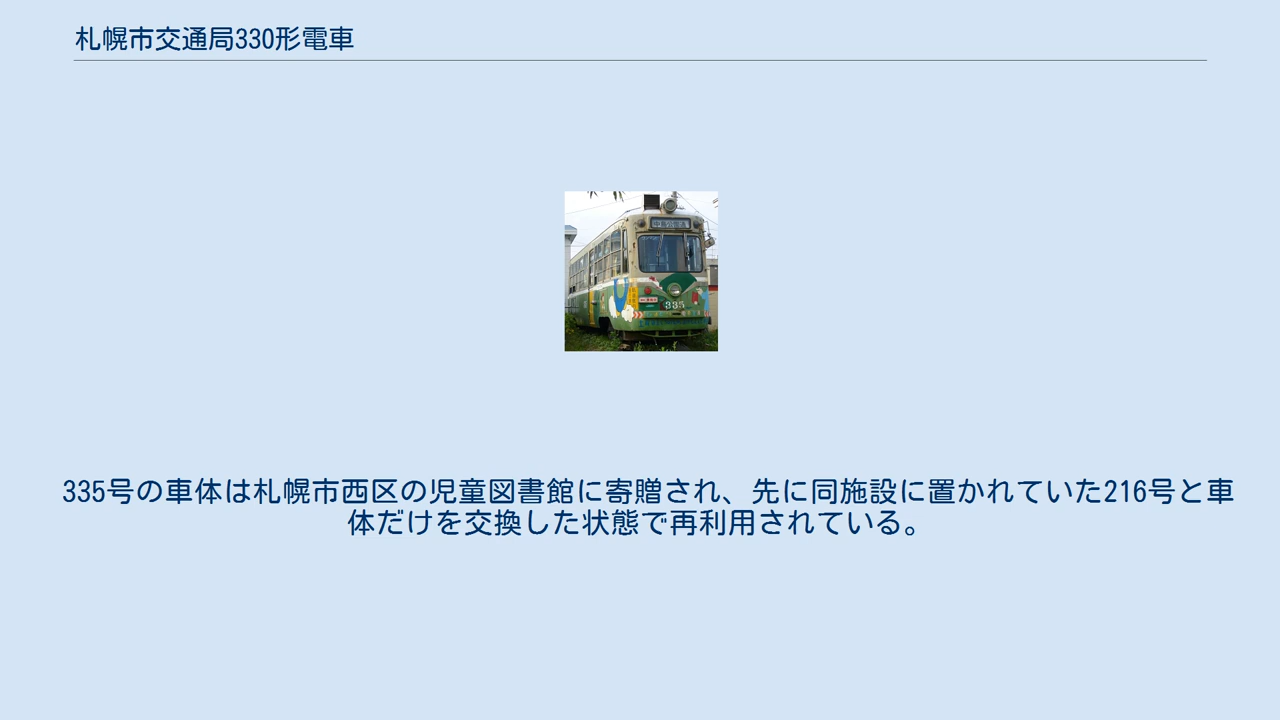 札幌市交通局330形電車
335
335号の車体は札幌市西区の児童図書館に寄贈され、先に同施設に置かれていた216号と車
体だけを交換した状態で再利用されている。